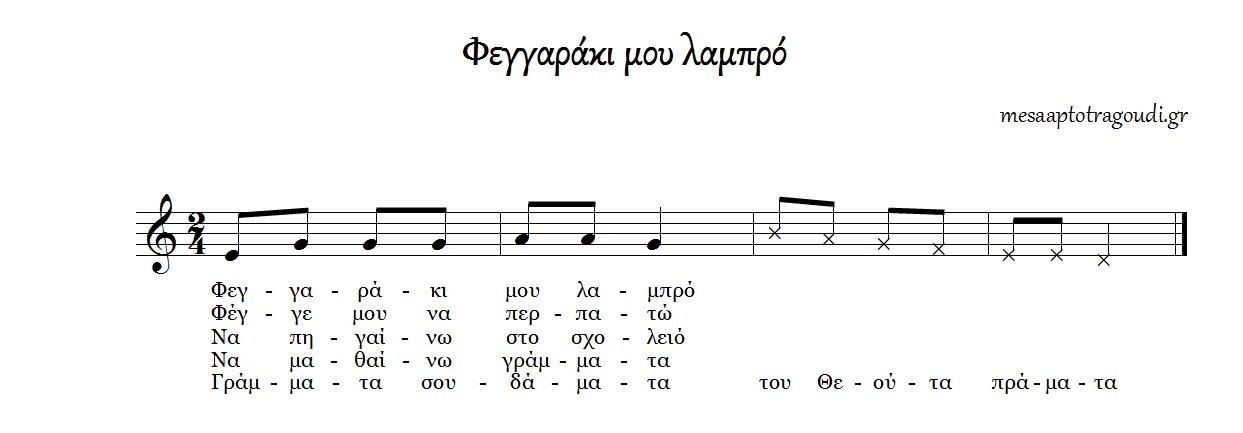 Φεγγαράκι μου λαμπρό
mesaaptotragoudi.gr
2
4
Φεγ - γα - ρά - κι μου λα - μπρό
Φέγ - γε μου να περ - πα - τώ
Να πη - γαί - νω στο σχο - λειό
Να μα - θαί - νω γράμ - μα - τα
Γράμ - μα - τα σου - δά - μα - τα του Θε - ού - τα πρά - μα - τα